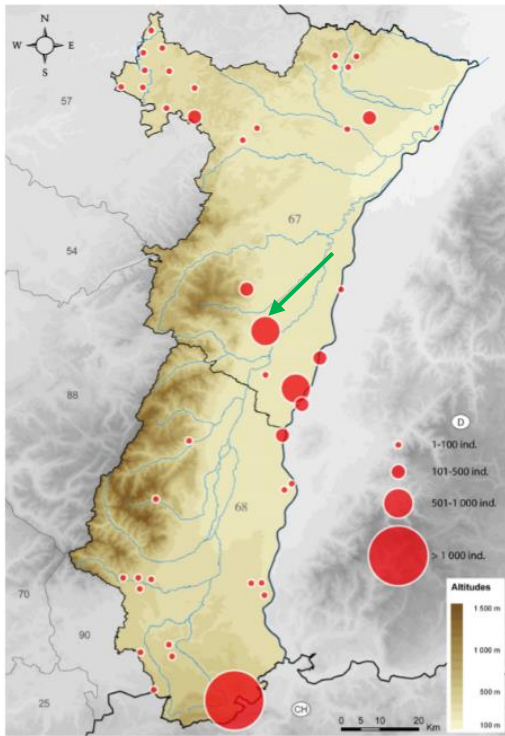 N
W E
S
57
67
54
88
D
1-100 ind.
101-500 ind.
501-1 000 ind.
> 1 000 ind.
68
70
Altitudes
1 500 m
1 000 m
500 m
100 m
90
25
CH
0 5 10 20
Km